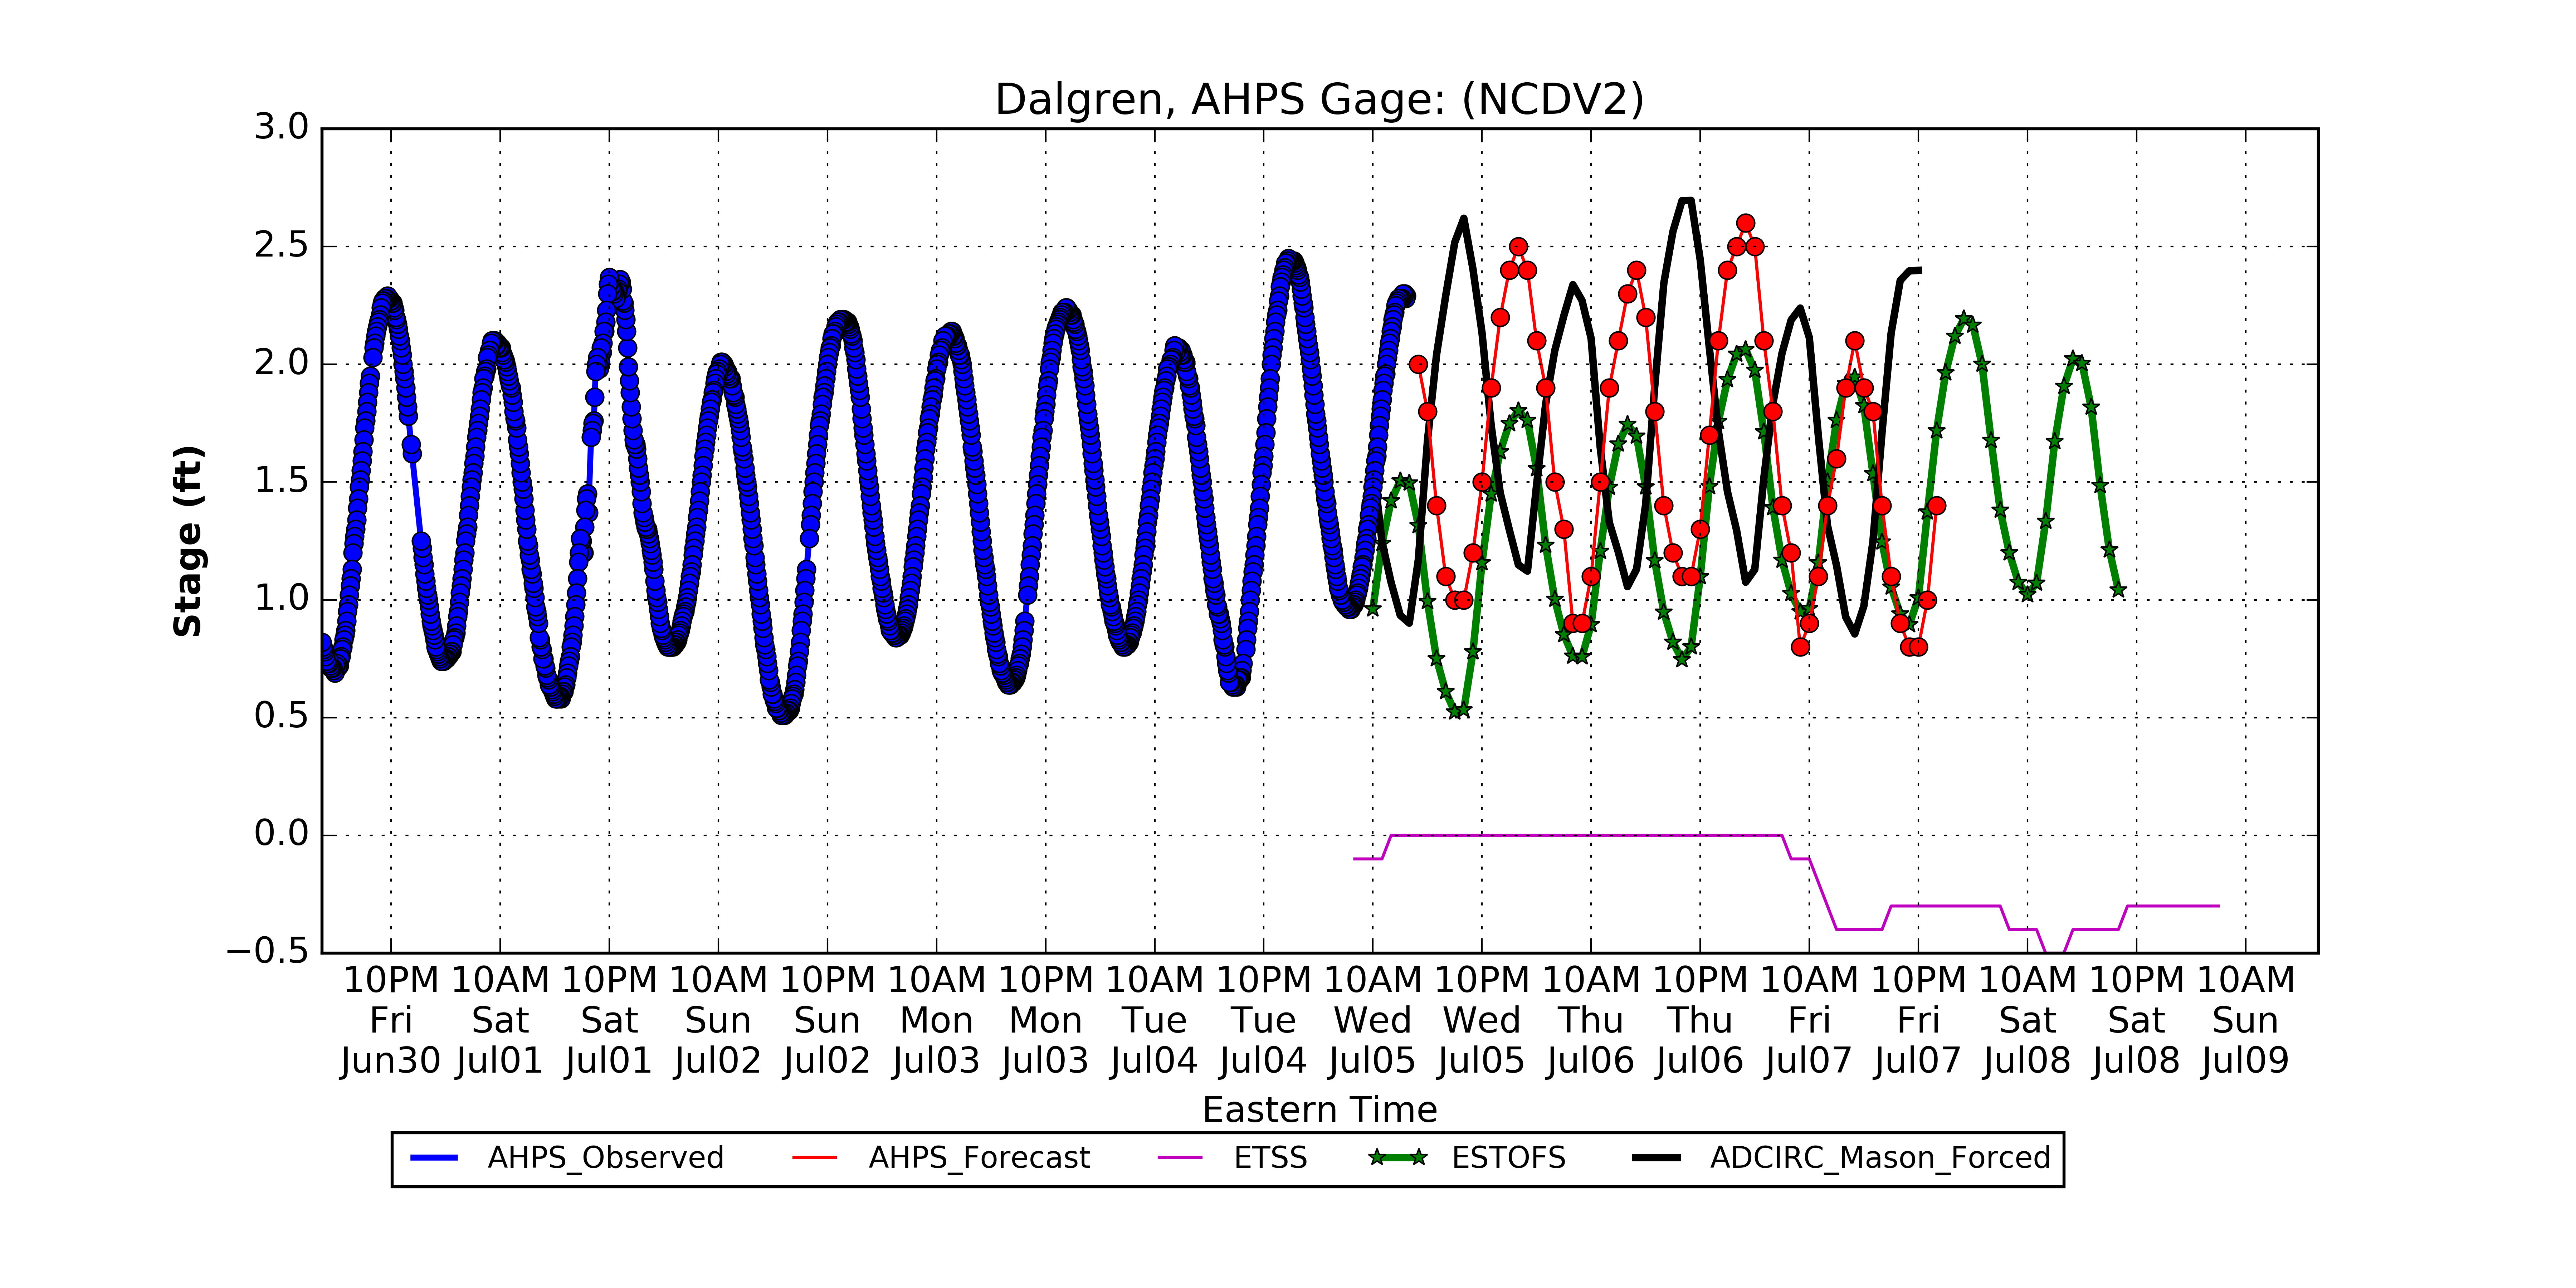 Dalgren, AHPS Gage: (NCDV2)
3.0
2.5
2.0
1.5
1.0
0.5
0.0
−0.5
Stage (ft)
10PM 10AM 10PM 10AM 10PM 10AM 10PM 10AM 10PM 10AM 10PM 10AM 10PM 10AM 10PM 10AM 10PM 10AM
Fri Sat Sat Sun Sun Mon Mon Tue Tue Wed Wed Thu Thu Fri Fri Sat Sat Sun
Jun30 Jul01 Jul01 Jul02 Jul02 Jul03 Jul03 Jul04 Jul04 Jul05 Jul05 Jul06 Jul06 Jul07 Jul07 Jul08 Jul08 Jul09
Eastern Time
AHPS_Observed AHPS_Forecast ETSS ESTOFS ADCIRC_Mason_Forced